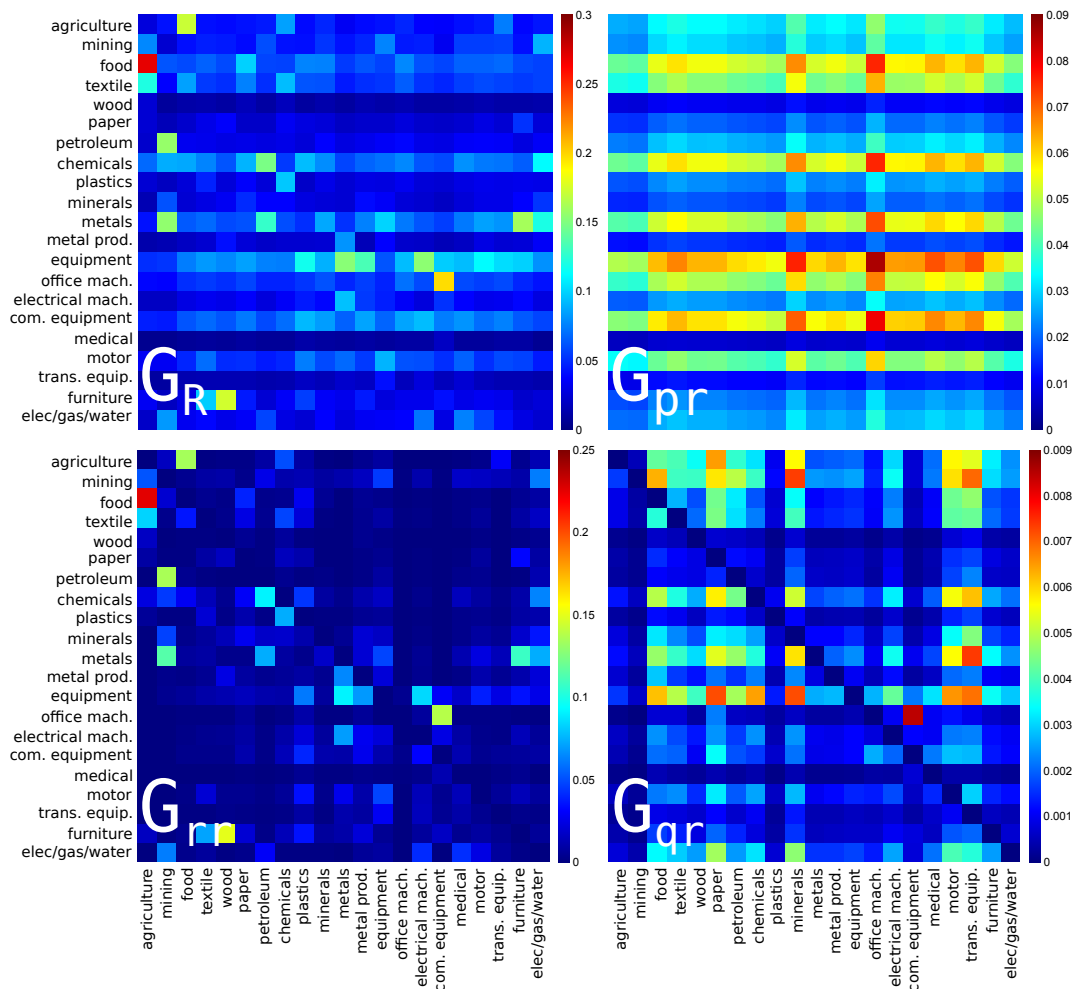 agriculture
mining
food
textile
wood
paper
petroleum
chemicals
plastics
minerals
metals
metal prod.
equipment
office mach.
electrical mach.
com. equipment
medical
motor
trans. equip.
furniture
elec/gas/water
G_R
0.3
0.25
0.2
0.15
0.1
0.05
0
G_pr
0.09
0.08
0.07
0.06
0.05
0.04
0.03
0.02
0.01
0
agriculture
mining
food
textile
wood
paper
petroleum
chemicals
plastics
minerals
metals
metal prod.
equipment
office mach.
electrical mach.
com. equipment
medical
motor
trans. equip.
furniture
elec/gas/water
G_rr
0.25
0.2
0.15
0.1
0.05
0
G_qr
0.009
0.008
0.007
0.006
0.005
0.004
0.003
0.002
0.001
0
agriculture
mining
food
textile
wood
paper
petroleum
chemicals
plastics
minerals
metals
metal prod.
equipment
office mach.
electrical mach.
com. equipment
medical
motor
trans. equip.
furniture
elec/gas/water
agriculture
mining
food
textile
wood
paper
petroleum
chemicals
plastics
minerals
metals
metal prod.
equipment
office mach.
electrical mach.
com. equipment
medical
motor
trans. equip.
furniture
elec/gas/water